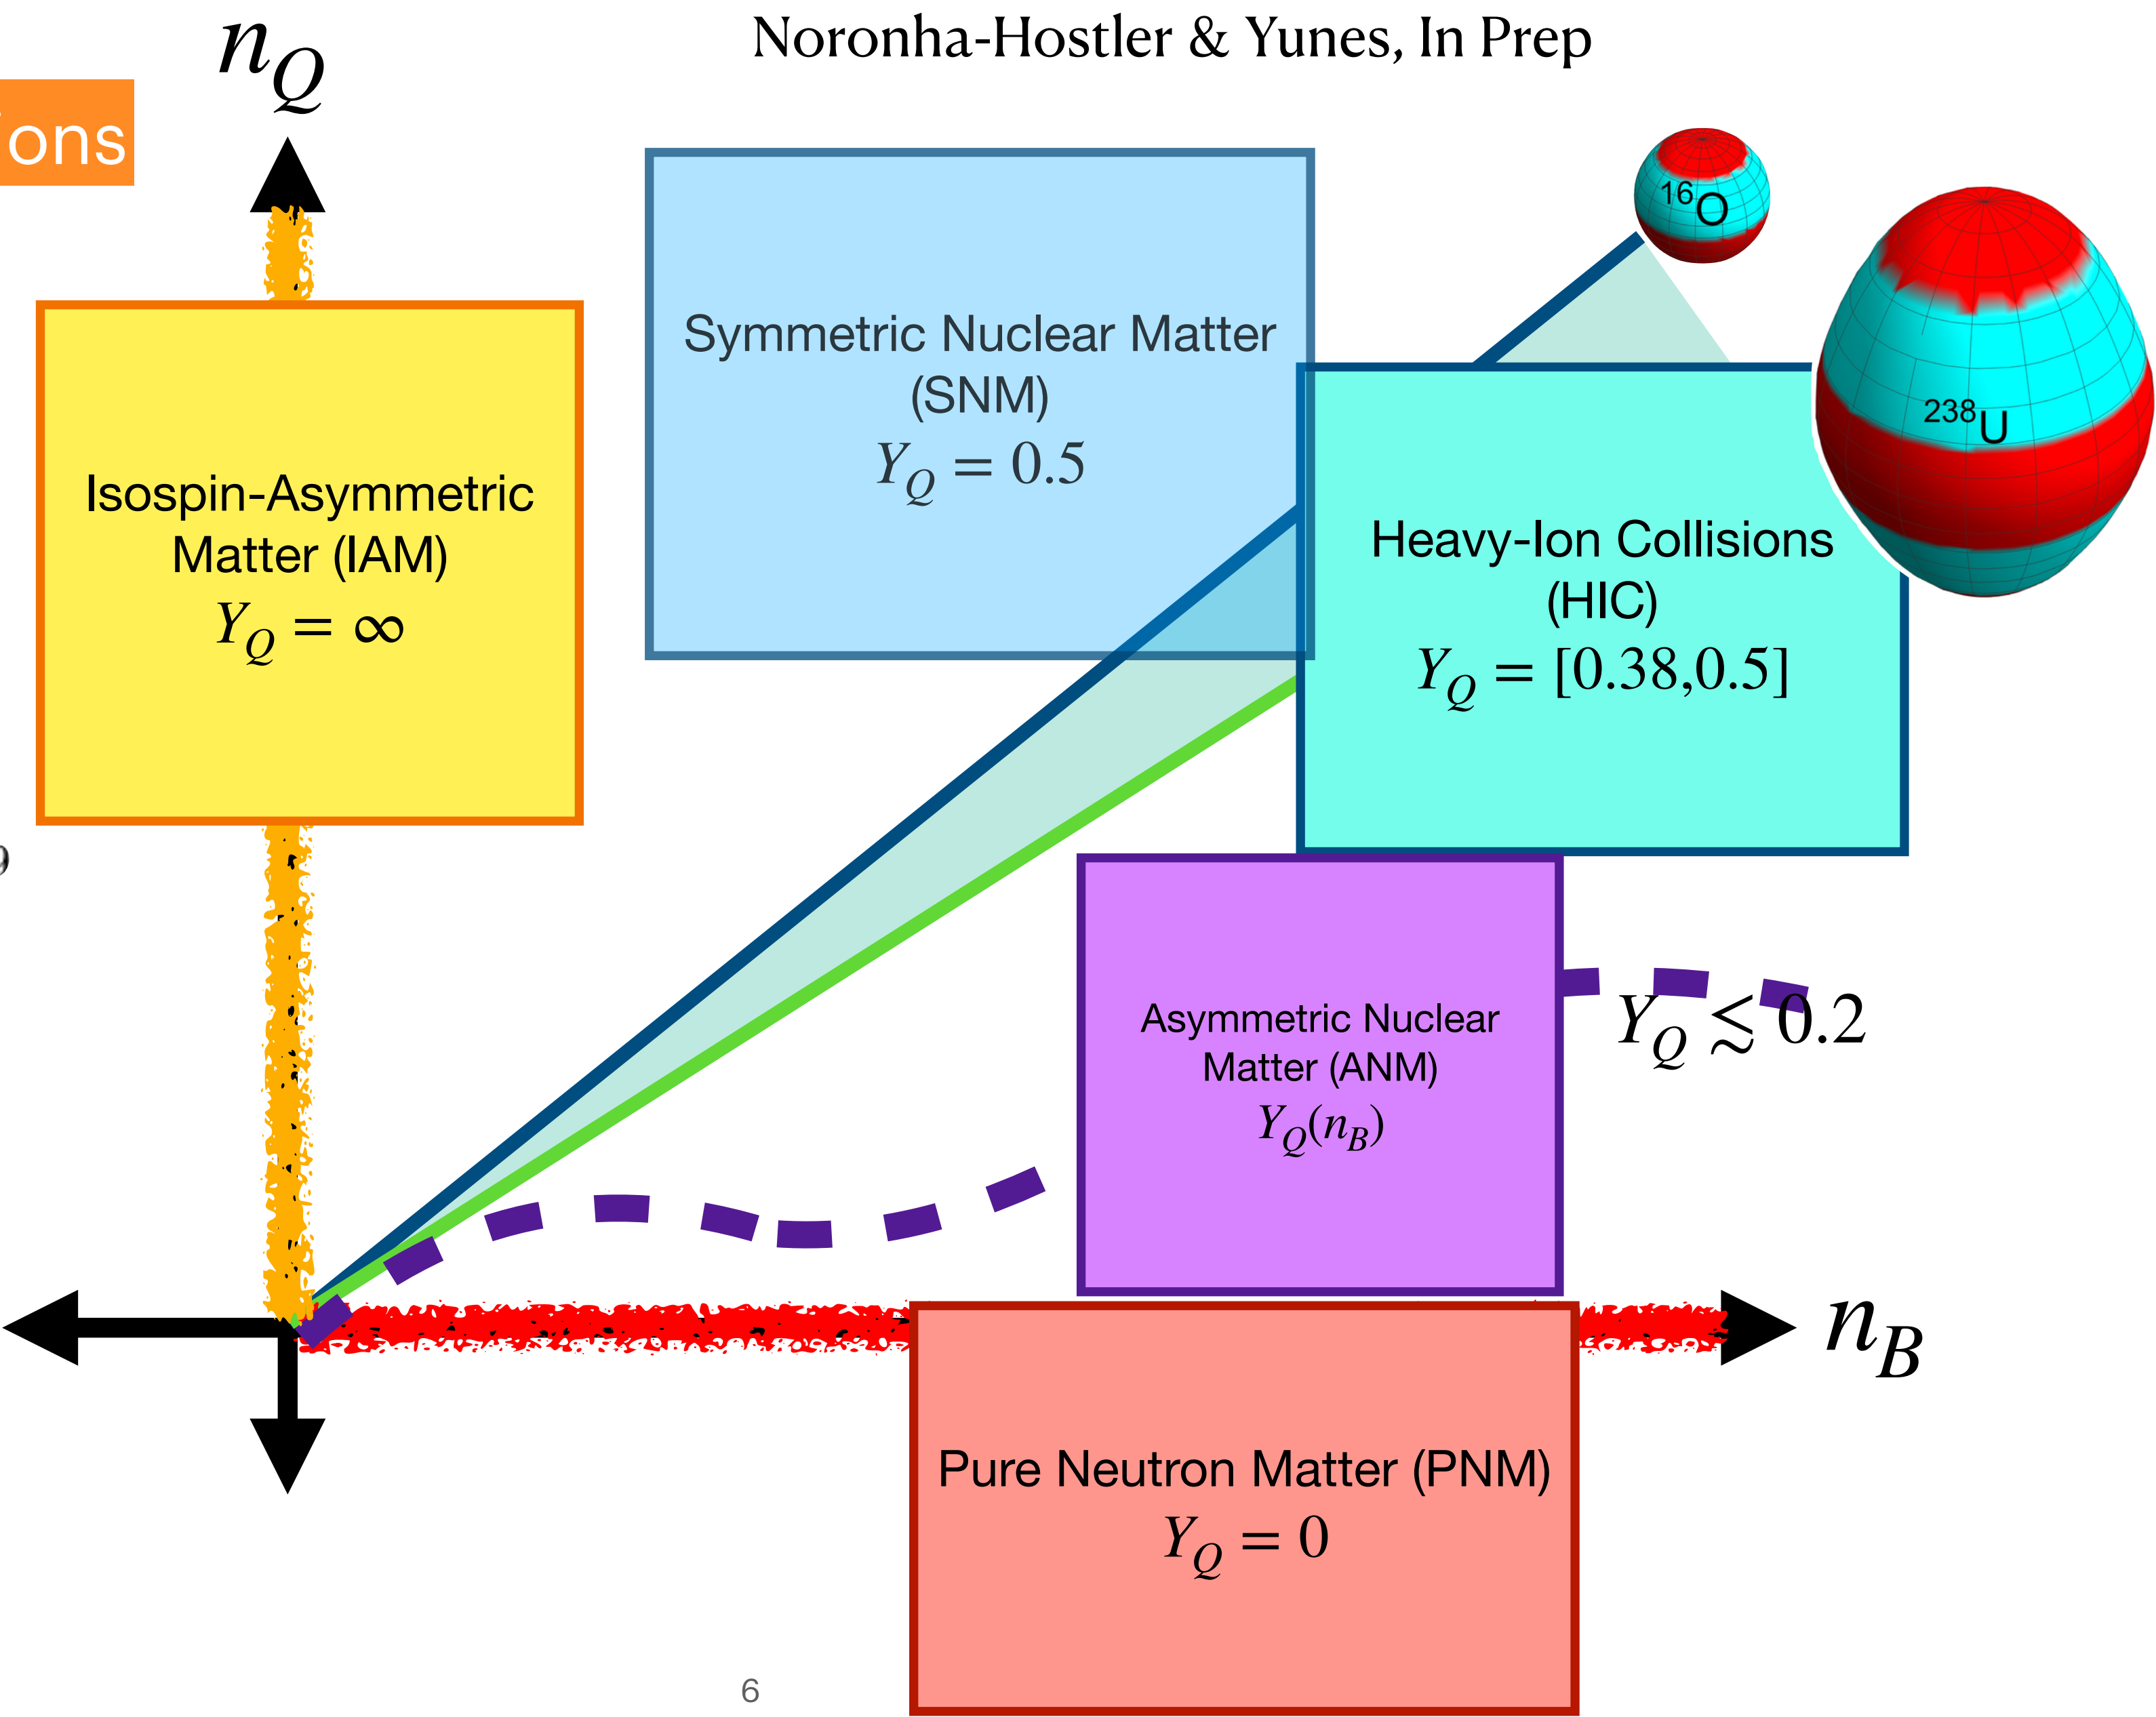 Noronha-Hostler & Yunes, In Prep
n_Q
ons
Symmetric Nuclear Matter
(SNM)
Y_Q = 0.5
¹⁶O
²³⁸U
Isospin-Asymmetric
Matter (IAM)
Y_Q = ∞
Heavy-Ion Collisions
(HIC)
Y_Q = [0.38,0.5]
Asymmetric Nuclear
Matter (ANM)
Y_Q(n_B)
Y_Q ≲ 0.2
n_B
Pure Neutron Matter (PNM)
Y_Q = 0
6